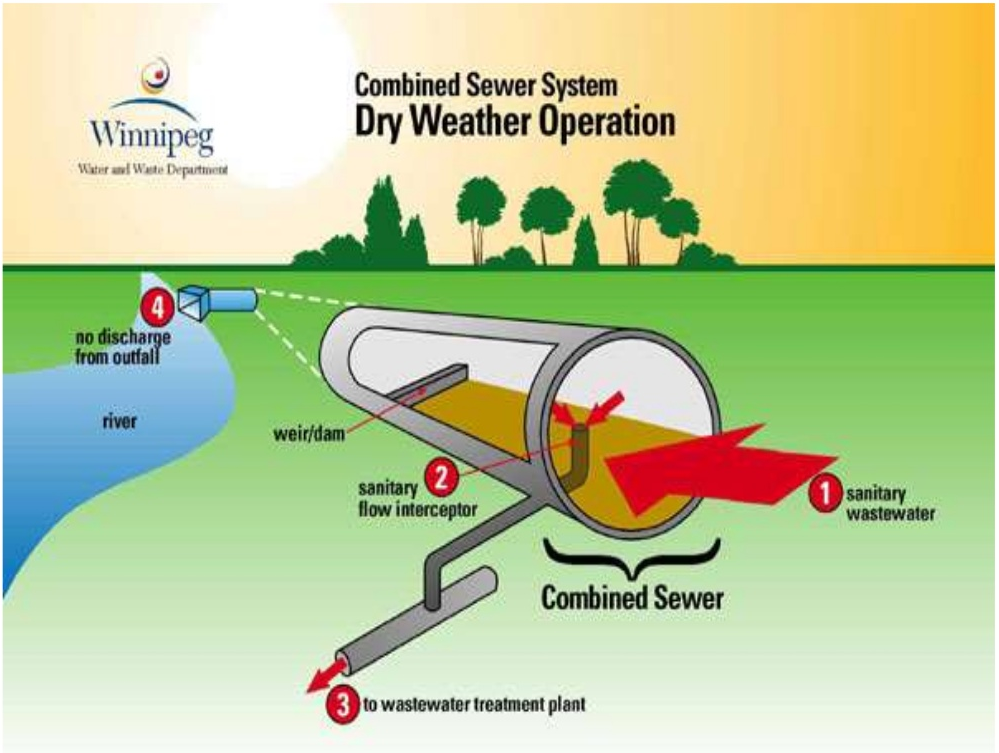 Combined Sewer System
Dry Weather Operation
Winnipeg
Water and Waste Department
4
no discharge
from outfall
river
weir/dam
2
sanitary
flow interceptor
1
sanitary
wastewater
Combined Sewer
3
to wastewater treatment plant